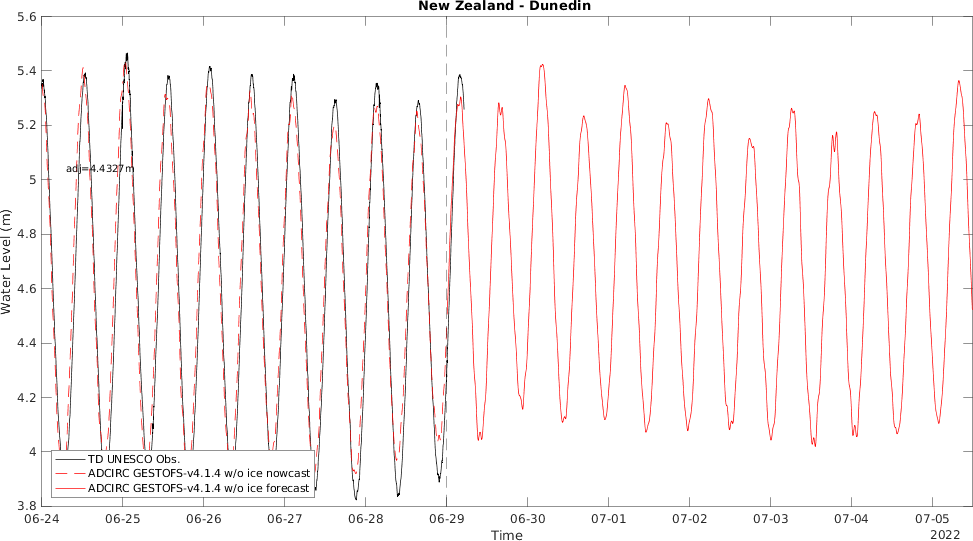 New Zealand - Dunedin
5.6
5.4
5.2
5
4.8
4.6
4.4
4.2
4
3.8
Water Level (m)
adj=4.4327m
TD UNESCO Obs.
ADCIRC GESTOFS-v4.1.4 w/o ice nowcast
ADCIRC GESTOFS-v4.1.4 w/o ice forecast
06-24 06-25 06-26 06-27 06-28 06-29 06-30 07-01 07-02 07-03 07-04 07-05
Time
2022